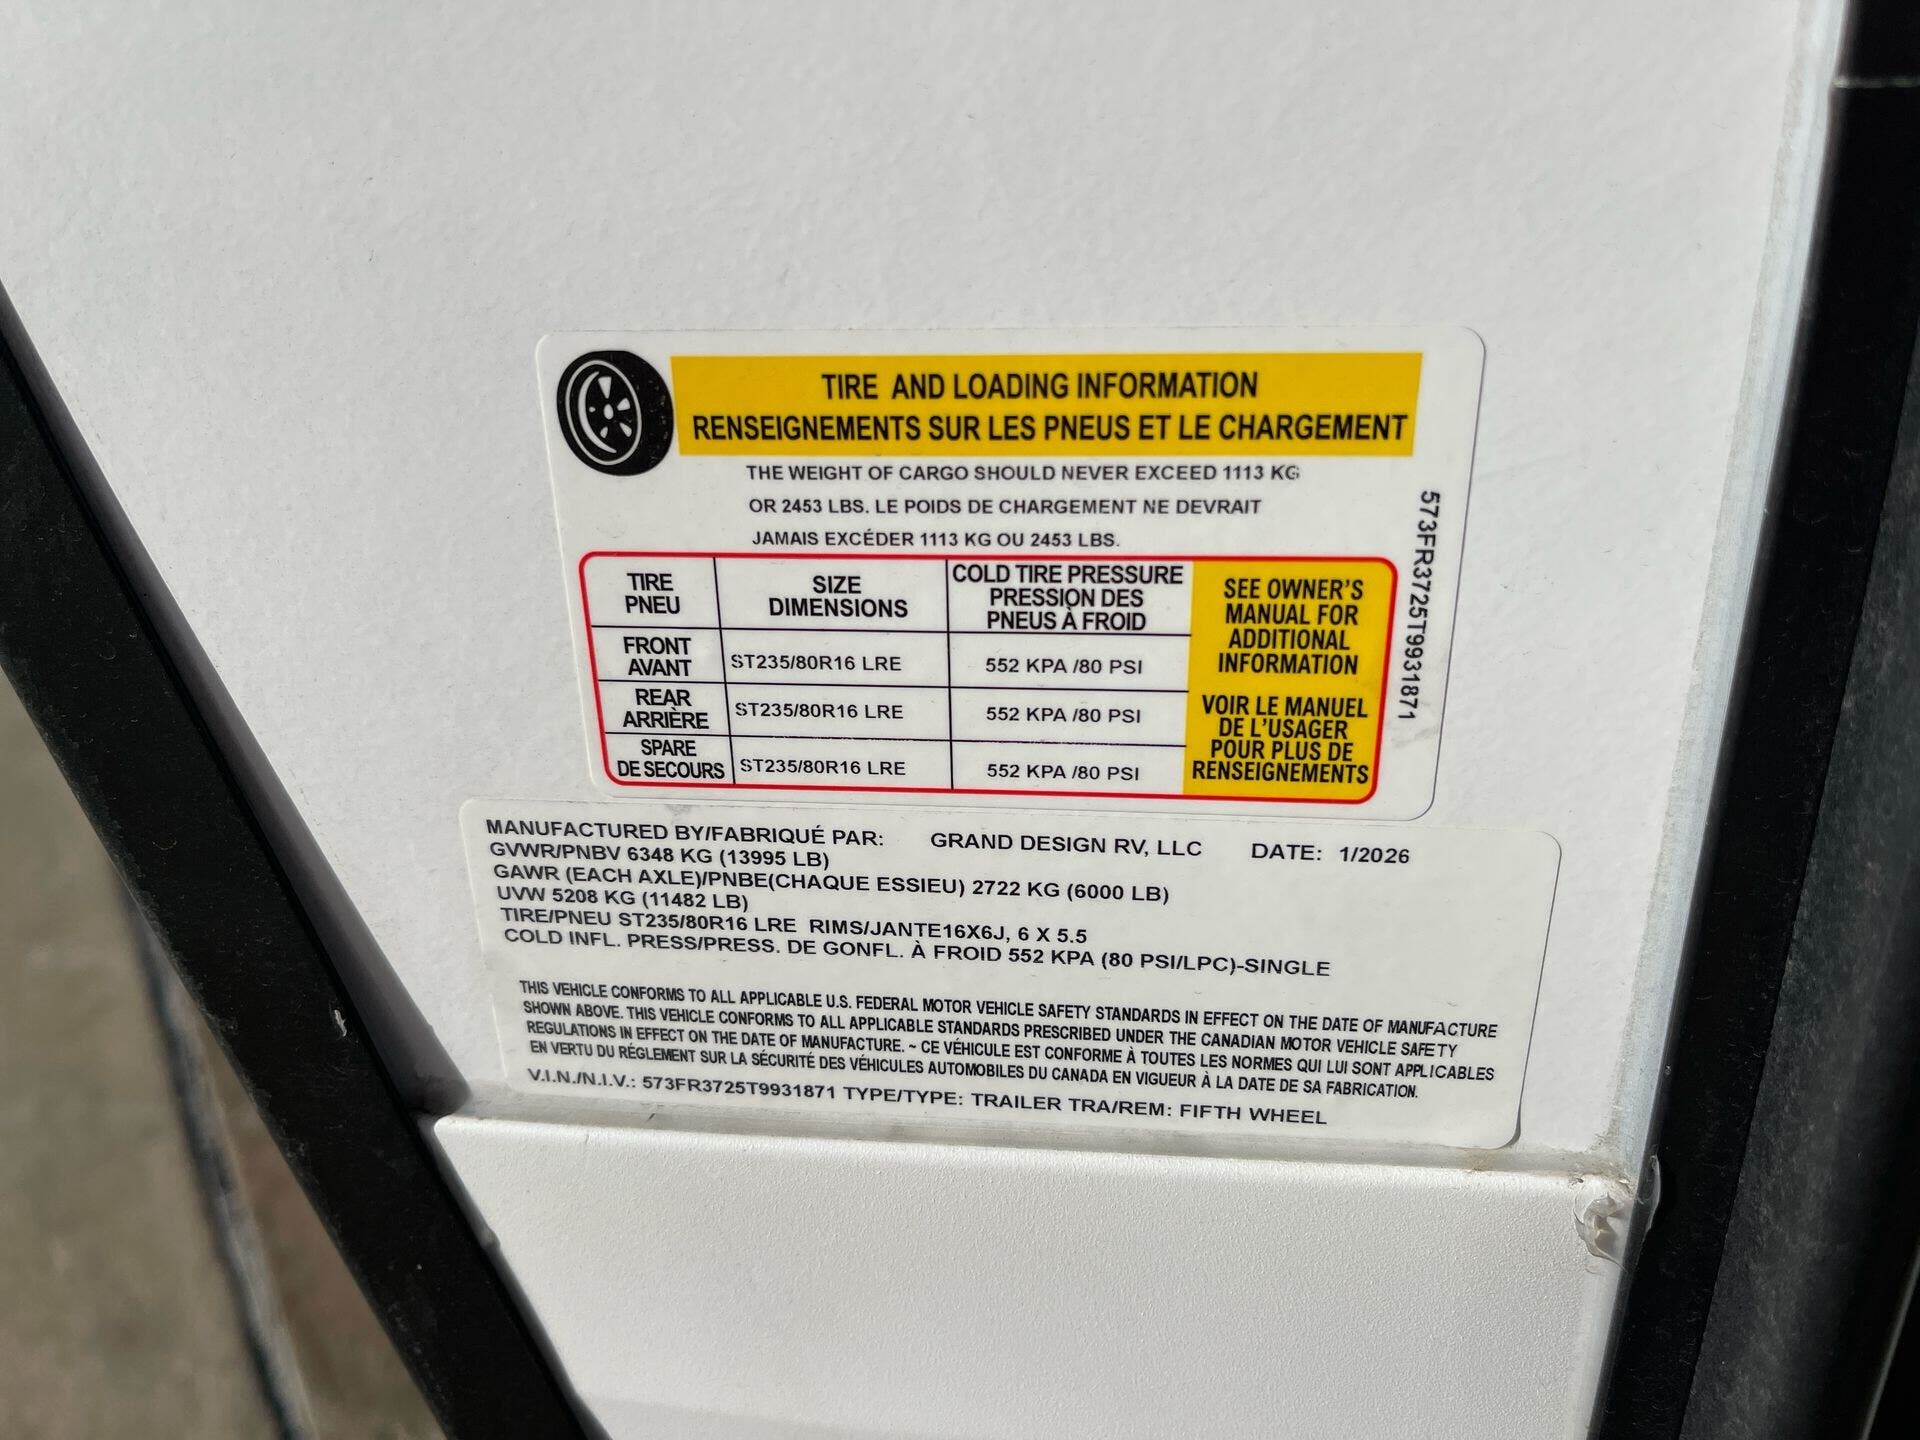 TIRE AND LOADING INFORMATION
RENSEIGNEMENTS SUR LES PNEUS ET LE CHARGEMENT
THE WEIGHT OF CARGO SHOULD NEVER EXCEED 1113 KG
OR 2453 LBS. LE POIDS DE CHARGEMENT NE DEVRAIT
JAMAIS EXCÉDER 1113 KG OU 2453 LBS.
TIRE
PNEU
SIZE
DIMENSIONS
COLD TIRE PRESSURE
PRESSION DES
PNEUS À FROID
FRONT
AVANT
ST235/80R16 LRE
552 KPA /80 PSI
REAR
ARRIÈRE
ST235/80R16 LRE
552 KPA /80 PSI
SPARE
DE SECOURS
ST235/80R16 LRE
552 KPA /80 PSI
SEE OWNER'S
MANUAL FOR
ADDITIONAL
INFORMATION
VOIR LE MANUEL
DE L'USAGER
POUR PLUS DE
RENSEIGNEMENTS
573FR3725T9931871
MANUFACTURED BY/FABRIQUÉ PAR: GRAND DESIGN RV, LLC DATE: 1/2026
GVWR/PNBV 6348 KG (13995 LB)
GAWR (EACH AXLE)/PNBE(CHAQUE ESSIEU) 2722 KG (6000 LB)
UVW 5208 KG (11482 LB)
TIRE/PNEU ST235/80R16 LRE RIMS/JANTE16X6J, 6 X 5.5
COLD INFL. PRESS/PRESS. DE GONFL. À FROID 552 KPA (80 PSI/LPC)-SINGLE
THIS VEHICLE CONFORMS TO ALL APPLICABLE U.S. FEDERAL MOTOR VEHICLE SAFETY STANDARDS IN EFFECT ON THE DATE OF MANUFACTURE
SHOWN ABOVE. THIS VEHICLE CONFORMS TO ALL APPLICABLE STANDARDS PRESCRIBED UNDER THE CANADIAN MOTOR VEHICLE SAFETY
REGULATIONS IN EFFECT ON THE DATE OF MANUFACTURE. ~ CE VÉHICULE EST CONFORME À TOUTES LES NORMES QUI LUI SONT APPLICABLES
EN VERTU DU RÉGLEMENT SUR LA SÉCURITÉ DES VÉHICULES AUTOMOBILES DU CANADA EN VIGUEUR À LA DATE DE SA FABRICATION.
V.I.N./N.I.V.: 573FR3725T9931871 TYPE/TYPE: TRAILER TRA/REM: FIFTH WHEEL